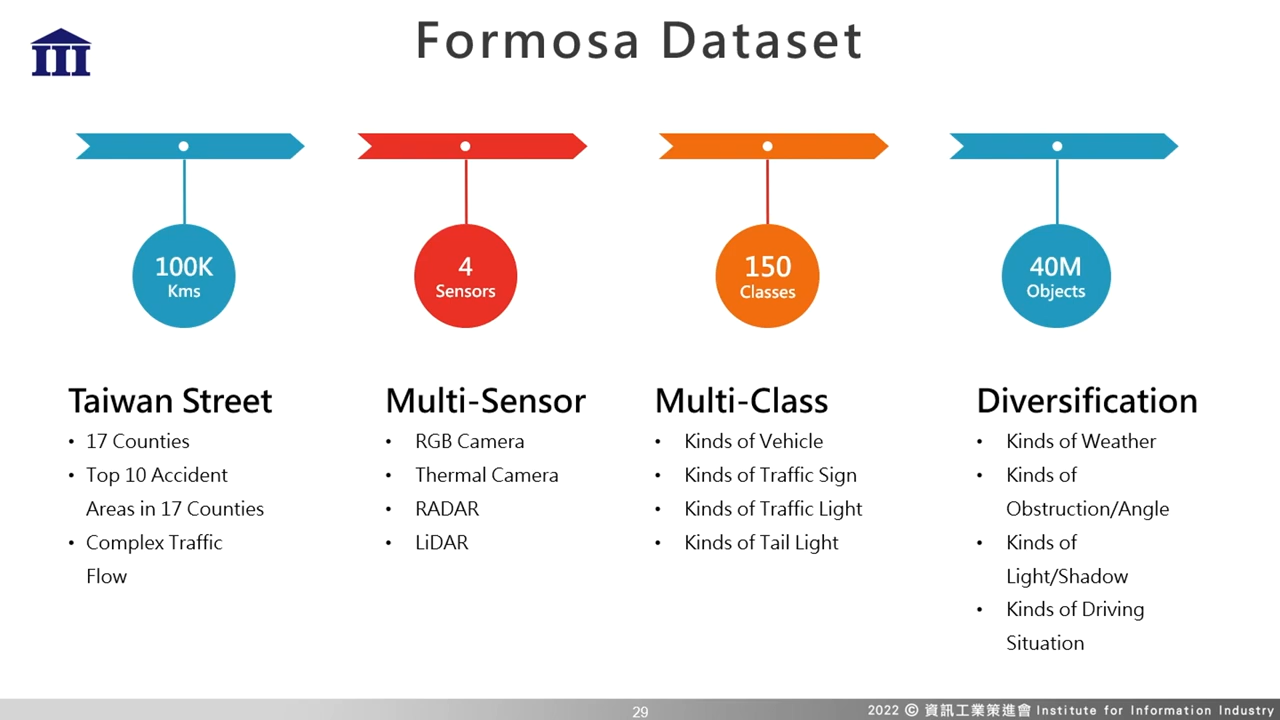 Formosa Dataset
100K
Kms
4
Sensors
150
Classes
40M
Objects
Taiwan Street
• 17 Counties
• Top 10 Accident
Areas in 17 Counties
• Complex Traffic
Flow
Multi-Sensor
• RGB Camera
• Thermal Camera
• RADAR
• LiDAR
Multi-Class
• Kinds of Vehicle
• Kinds of Traffic Sign
• Kinds of Traffic Light
• Kinds of Tail Light
Diversification
• Kinds of Weather
• Kinds of
Obstruction/Angle
• Kinds of
Light/Shadow
• Kinds of Driving
Situation
29
2022 © 資訊工業策進會 Institute for Information Industry